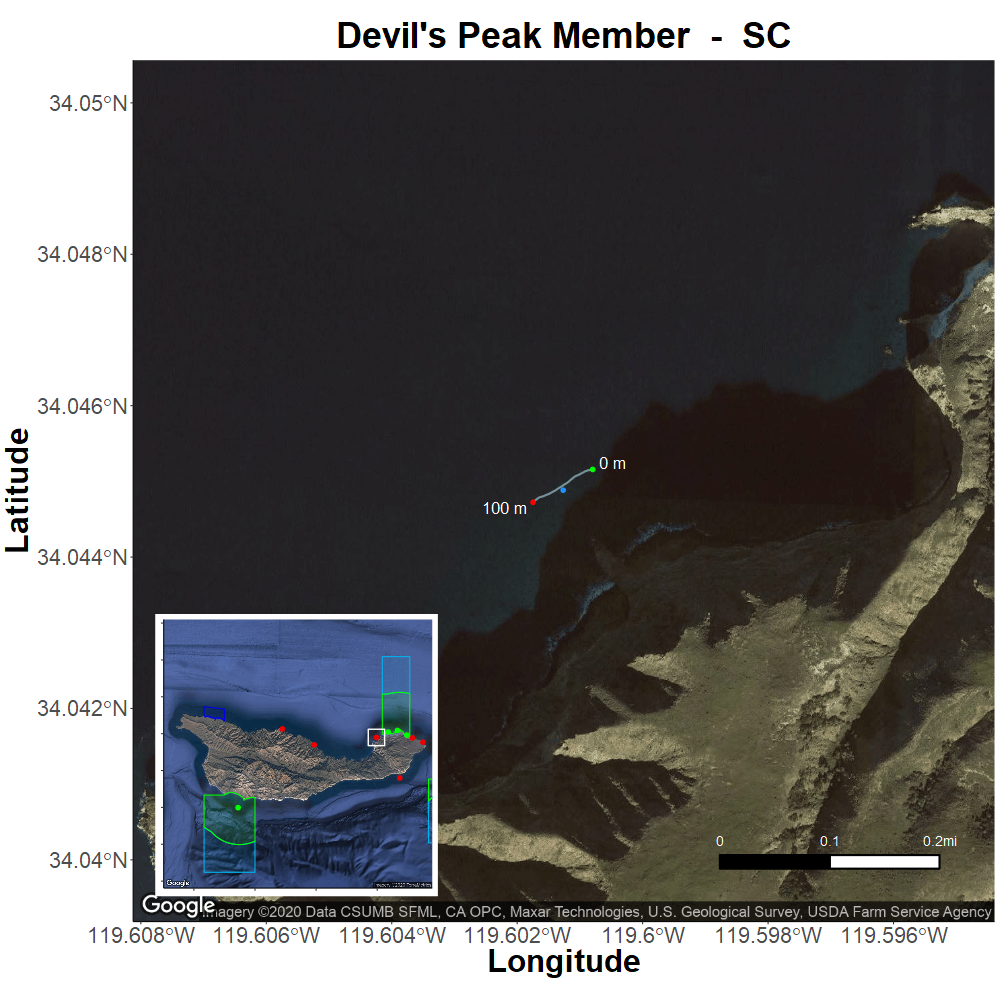 Devil's Peak Member - SC
34.05°N
34.048°N
34.046°N
34.044°N
34.042°N
34.04°N
Latitude
0 m
100 m
0 0.1 0.2mi
Google
Google
Imagery ©2020 Data CSUMB SFML, CA OPC, Maxar Technologies, U.S. Geological Survey, USDA Farm Service Agency
119.608°W 119.606°W 119.604°W 119.602°W 119.6°W 119.598°W 119.596°W
Longitude